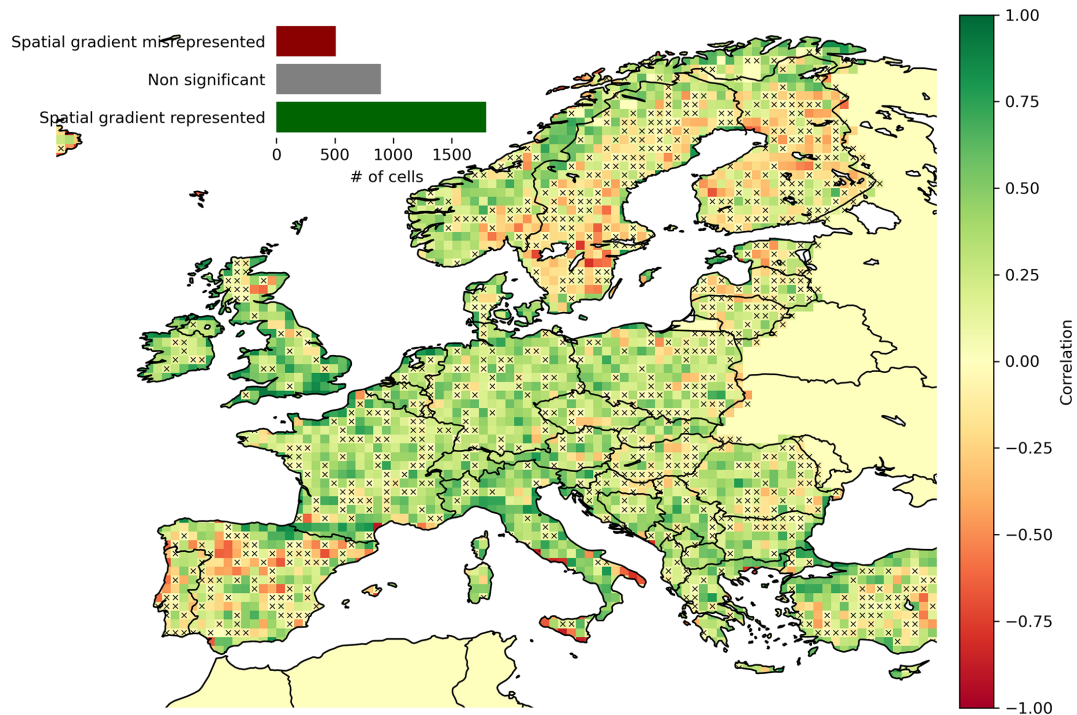 Spatial gradient misrepresented
Non significant
Spatial gradient represented
0 500 1000 1500
# of cells
1.00
0.75
0.50
0.25
0.00
−0.25
−0.50
−0.75
−1.00
Correlation